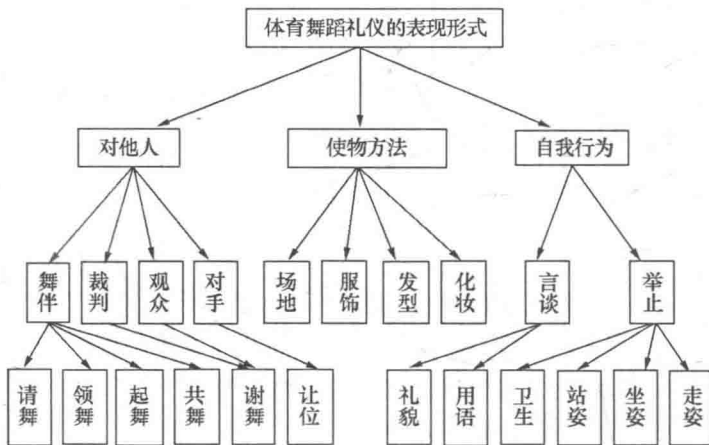 体育舞蹈礼仪的表现形式
对他人
使物方法
自我行为
舞伴
裁判
观众
对手
场地
服饰
发型
化妆
言谈
举止
请舞
领舞
起舞
共舞
谢舞
让位
礼貌
用语
卫生
站姿
坐姿
走姿